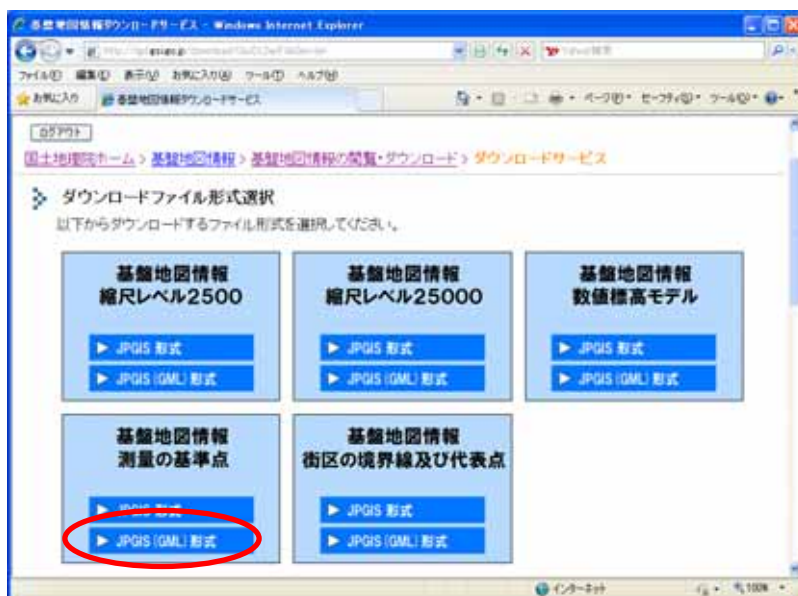 基盤地図情報ダウンロードサービス - Windows Internet Explorer
ファイル(F) 編集(E) 表示(V) お気に入り(A) ツール(T) ヘルプ(H)
お気に入り 基盤地図情報ダウンロードサービス ページ(P) セーフティ(S) ツール(O)
ログアウト
国土地理院ホーム > 基盤地図情報 > 基盤地図情報の閲覧・ダウンロード > ダウンロードサービス
ダウンロードファイル形式選択
以下からダウンロードするファイル形式を選択してください。
基盤地図情報
縮尺レベル2500
JPGIS 形式
JPGIS (GML) 形式
基盤地図情報
縮尺レベル25000
JPGIS 形式
JPGIS (GML) 形式
基盤地図情報
数値標高モデル
JPGIS 形式
JPGIS (GML) 形式
基盤地図情報
測量の基準点
JPGIS 形式
JPGIS (GML) 形式
基盤地図情報
街区の境界線及び代表点
JPGIS 形式
JPGIS (GML) 形式
インターネット 100%